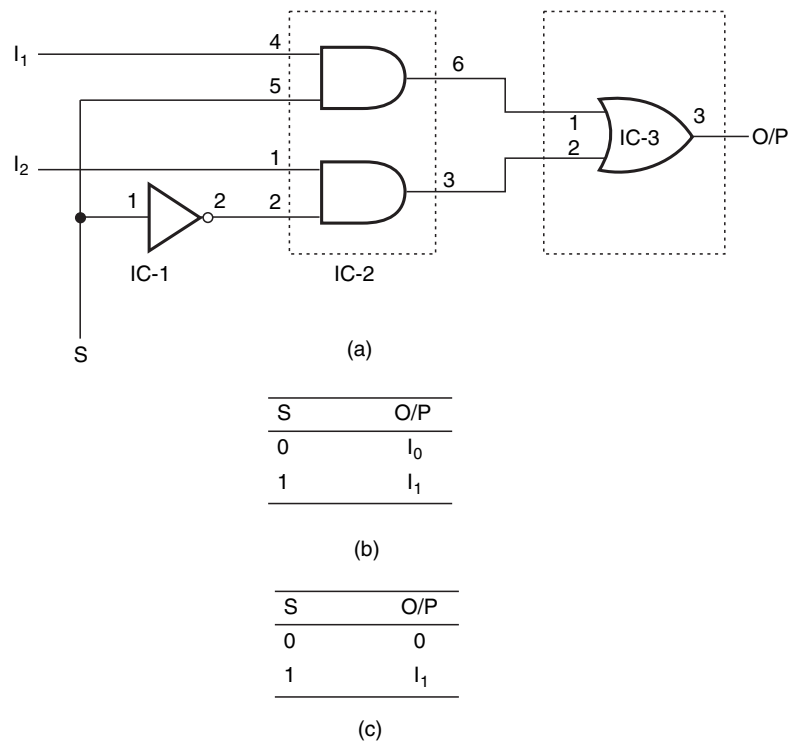 I₁ 4
5 6
1 IC-3 3 O/P
2
I₂ 1
1 2 2 3
IC-1 IC-2
S
(a)
S O/P
0 I₀
1 I₁
(b)
S O/P
0 0
1 I₁
(c)